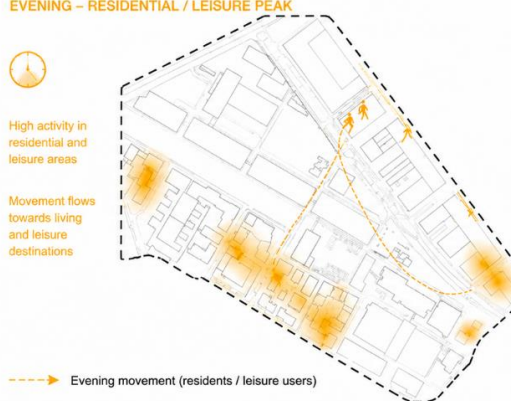 EVENING – RESIDENTIAL / LEISURE PEAK
High activity in
residential and
leisure areas
Movement flows
towards living
and leisure
destinations
Evening movement (residents / leisure users)